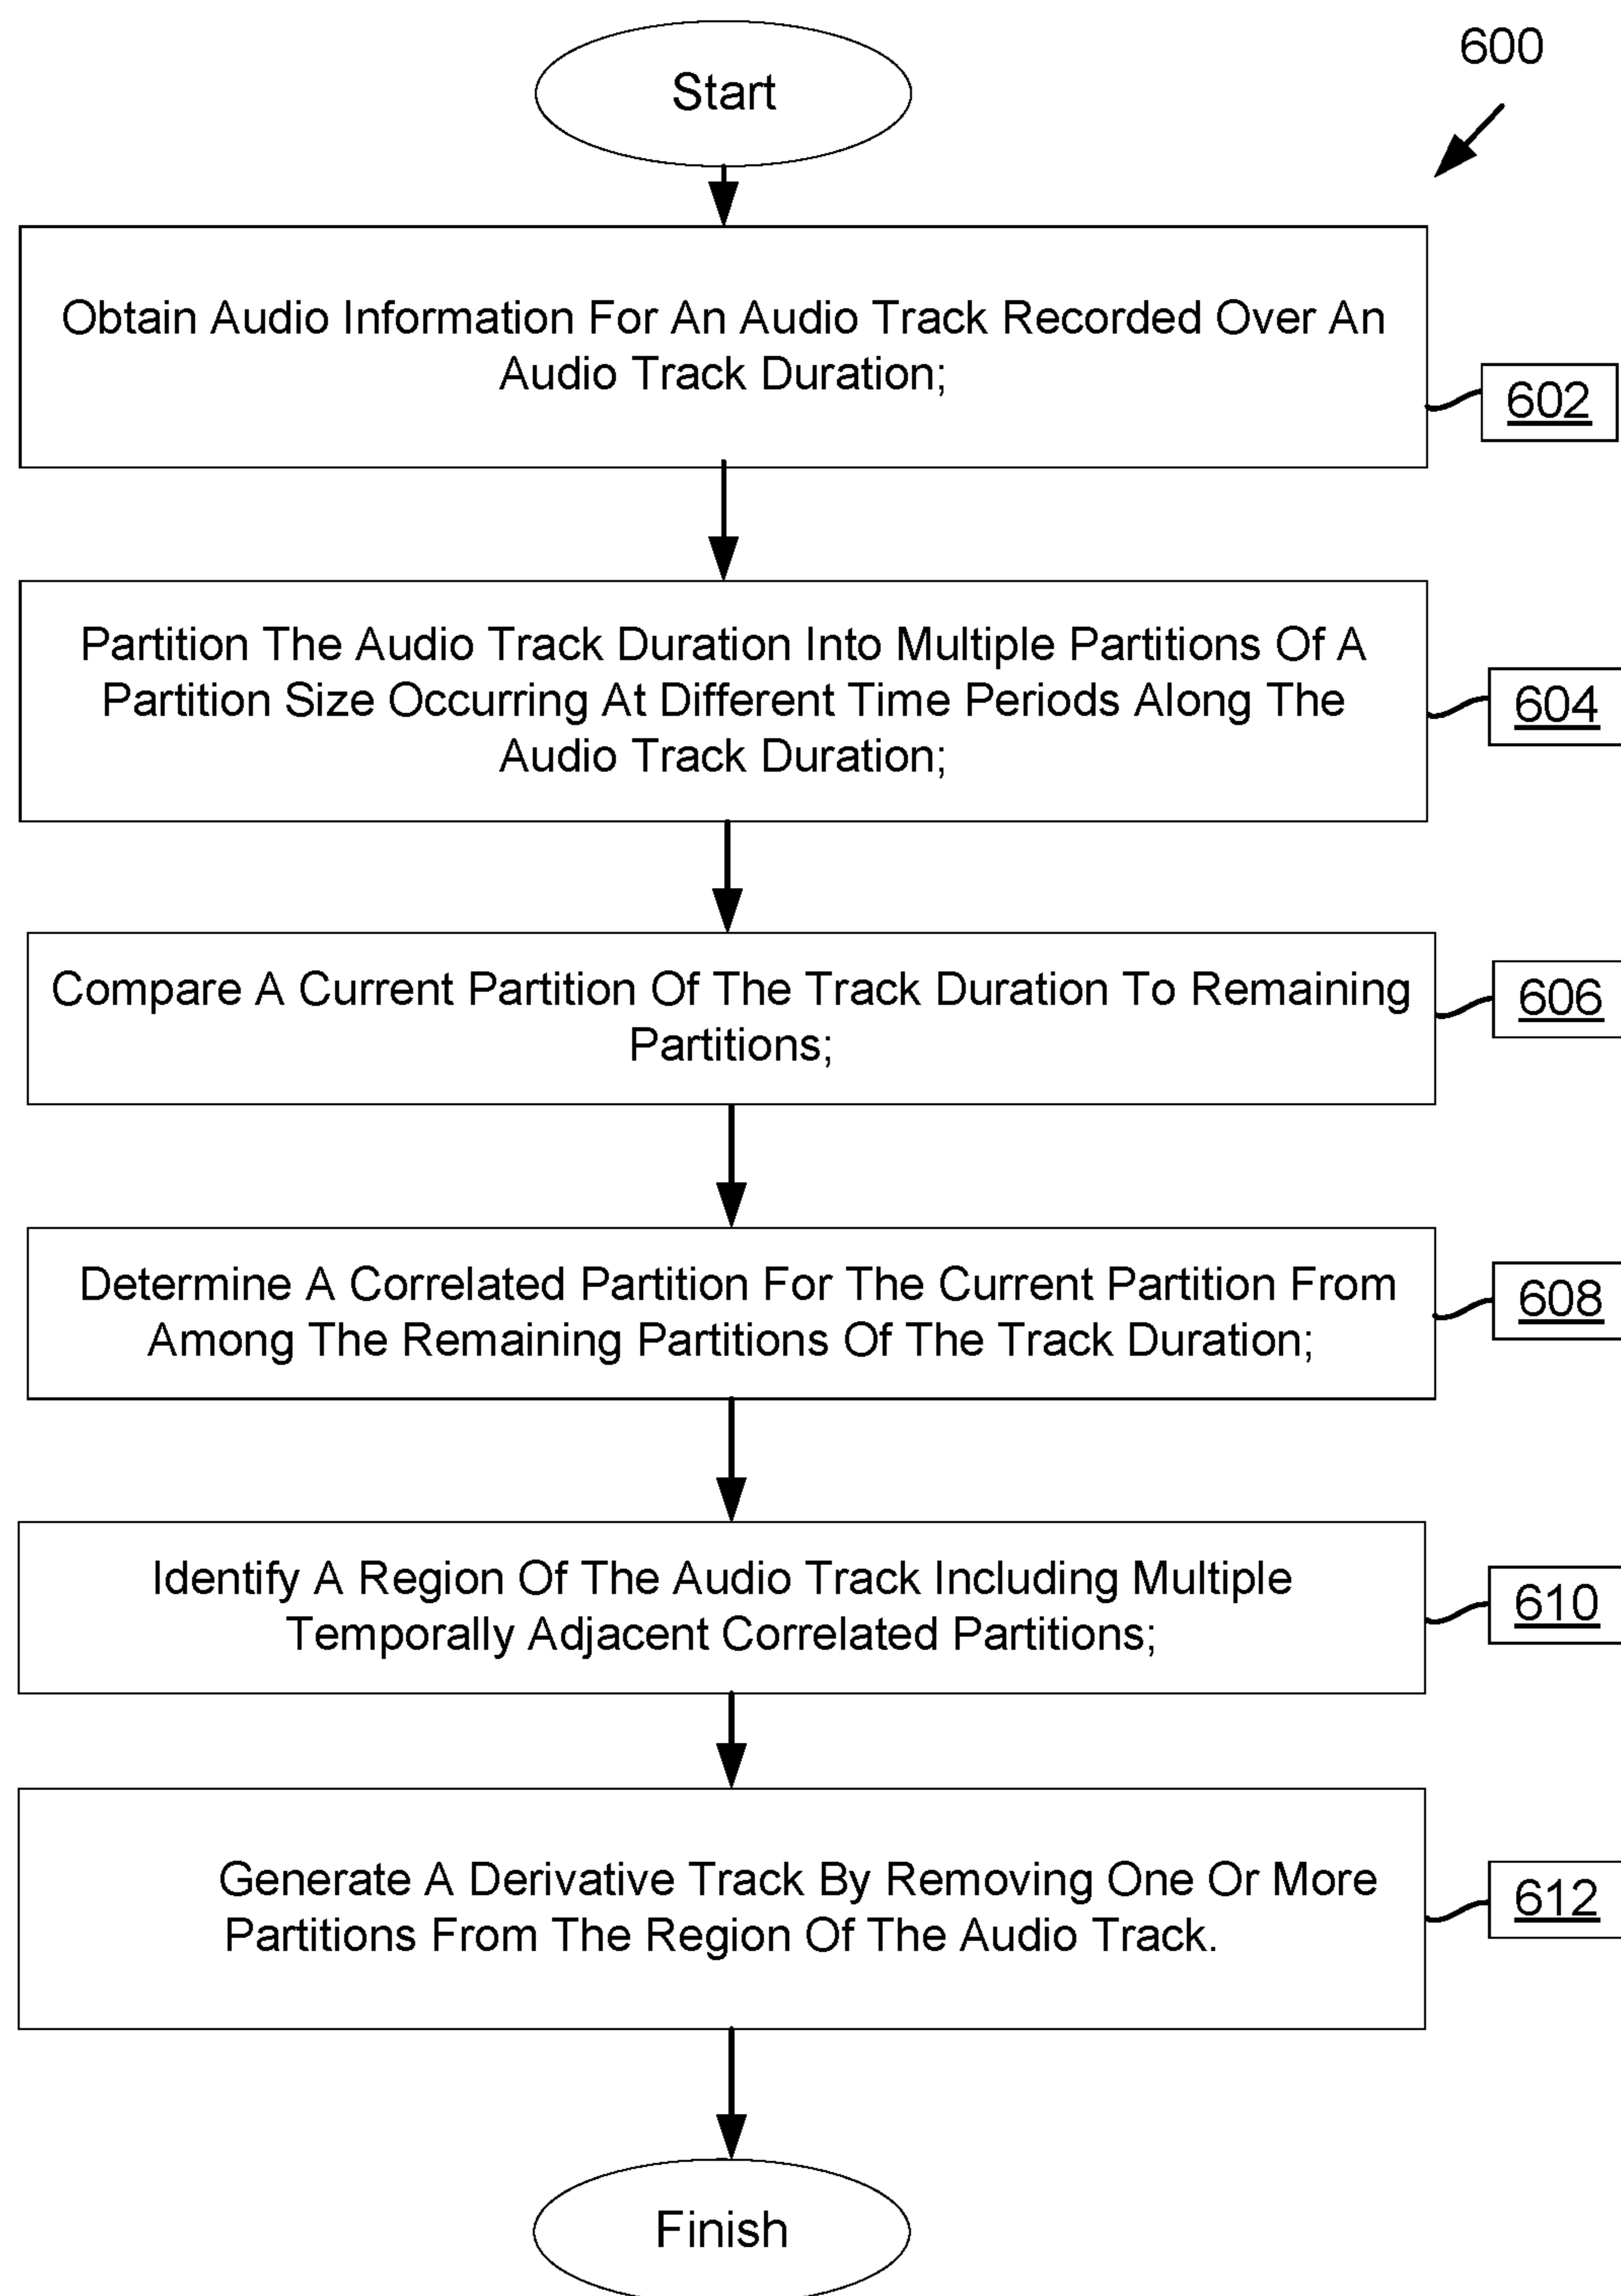 Start
600
Obtain Audio Information For An Audio Track Recorded Over An
Audio Track Duration;
602
Partition The Audio Track Duration Into Multiple Partitions Of A
Partition Size Occurring At Different Time Periods Along The
Audio Track Duration;
604
Compare A Current Partition Of The Track Duration To Remaining
Partitions;
606
Determine A Correlated Partition For The Current Partition From
Among The Remaining Partitions Of The Track Duration;
608
Identify A Region Of The Audio Track Including Multiple
Temporally Adjacent Correlated Partitions;
610
Generate A Derivative Track By Removing One Or More
Partitions From The Region Of The Audio Track.
612
Finish